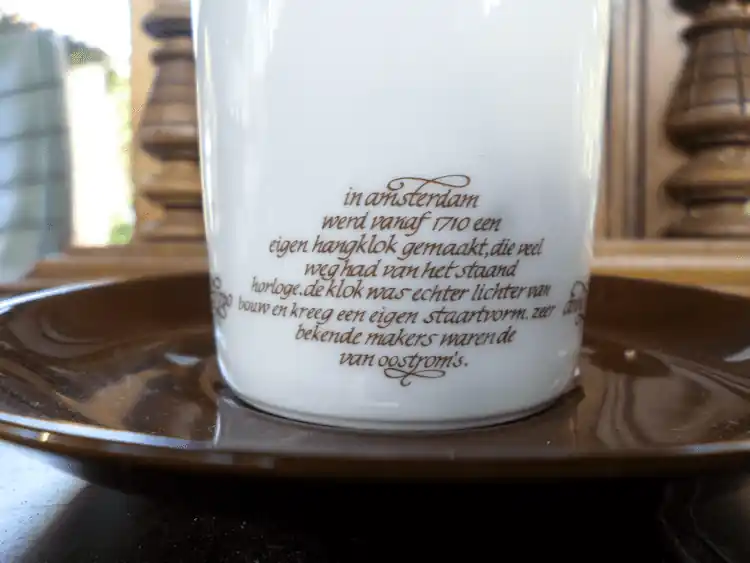 in amsterdam
werd vanaf 1710 een
eigen hangklok gemaakt, die veel
weg had van het staand
horloge. de klok was echter lichter van
bouw en kreeg een eigen staartvorm. zeer
bekende makers waren de
van oostrom's.